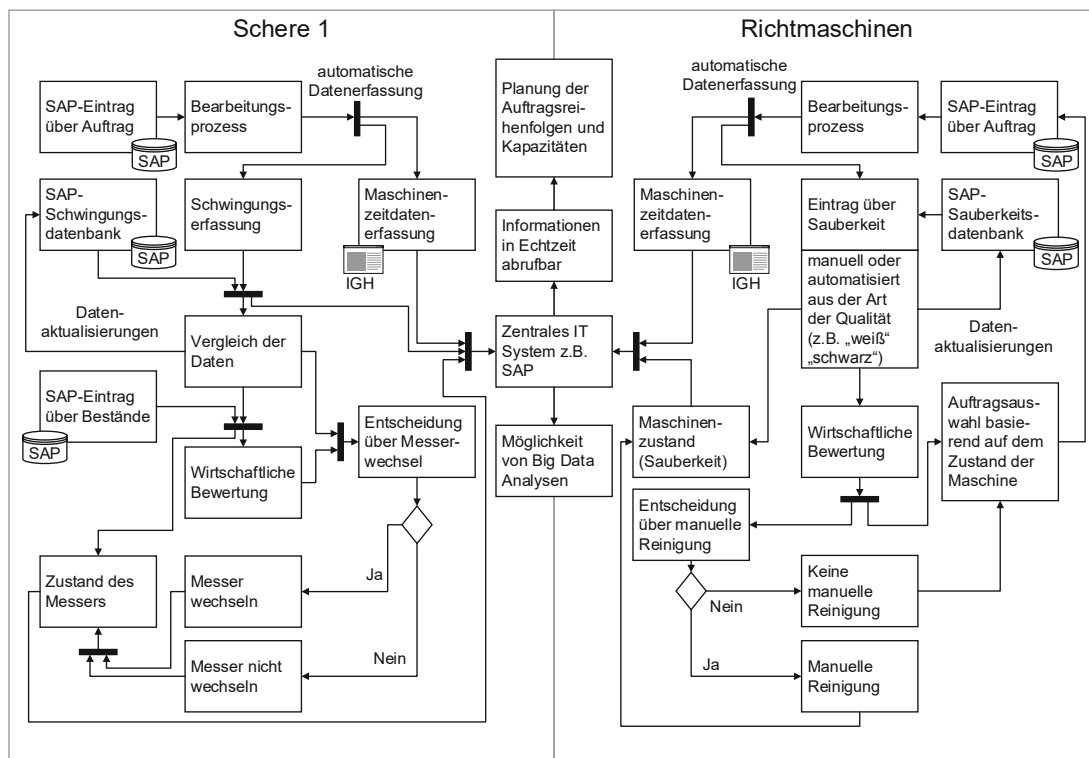 Schere 1
automatische
Datenerfassung
SAP-Eintrag
über Auftrag
SAP
Bearbeitungs-
prozess
SAP-
Schwingungs-
datenbank
SAP
Schwingungs-
erfassung
Maschinen-
zeitdaten-
erfassung
IGH
Daten-
aktualisierungen
Vergleich der
Daten
SAP-Eintrag
über Bestände
SAP
Wirtschaftliche
Bewertung
Entscheidung
über Messer-
wechsel
Ja
Zustand des
Messers
Messer
wechseln
Nein
Messer nicht
wechseln
Planung der
Auftragsrei-
henfolgen und
Kapazitäten
Informationen
in Echtzeit
abrufbar
Zentrales IT
System z.B.
SAP
Möglichkeit
von Big Data
Analysen
Richtmaschinen
automatische
Datenerfassung
Bearbeitungs-
prozess
SAP-Eintrag
über Auftrag
SAP
Maschinen-
zeitdaten-
erfassung
IGH
Eintrag über
Sauberkeit
manuell oder
automatisiert
aus der Art
der Qualität
(z.B. „weiß“
„schwarz“)
SAP-
Sauberkeits-
datenbank
SAP
Daten-
aktualisierungen
Maschinen-
zustand
(Sauberkeit)
Wirtschaftliche
Bewertung
Auftragsaus-
wahl basie-
rend auf dem
Zustand der
Maschine
Entscheidung
über manuelle
Reinigung
Nein
Keine
manuelle
Reinigung
Ja
Manuelle
Reinigung